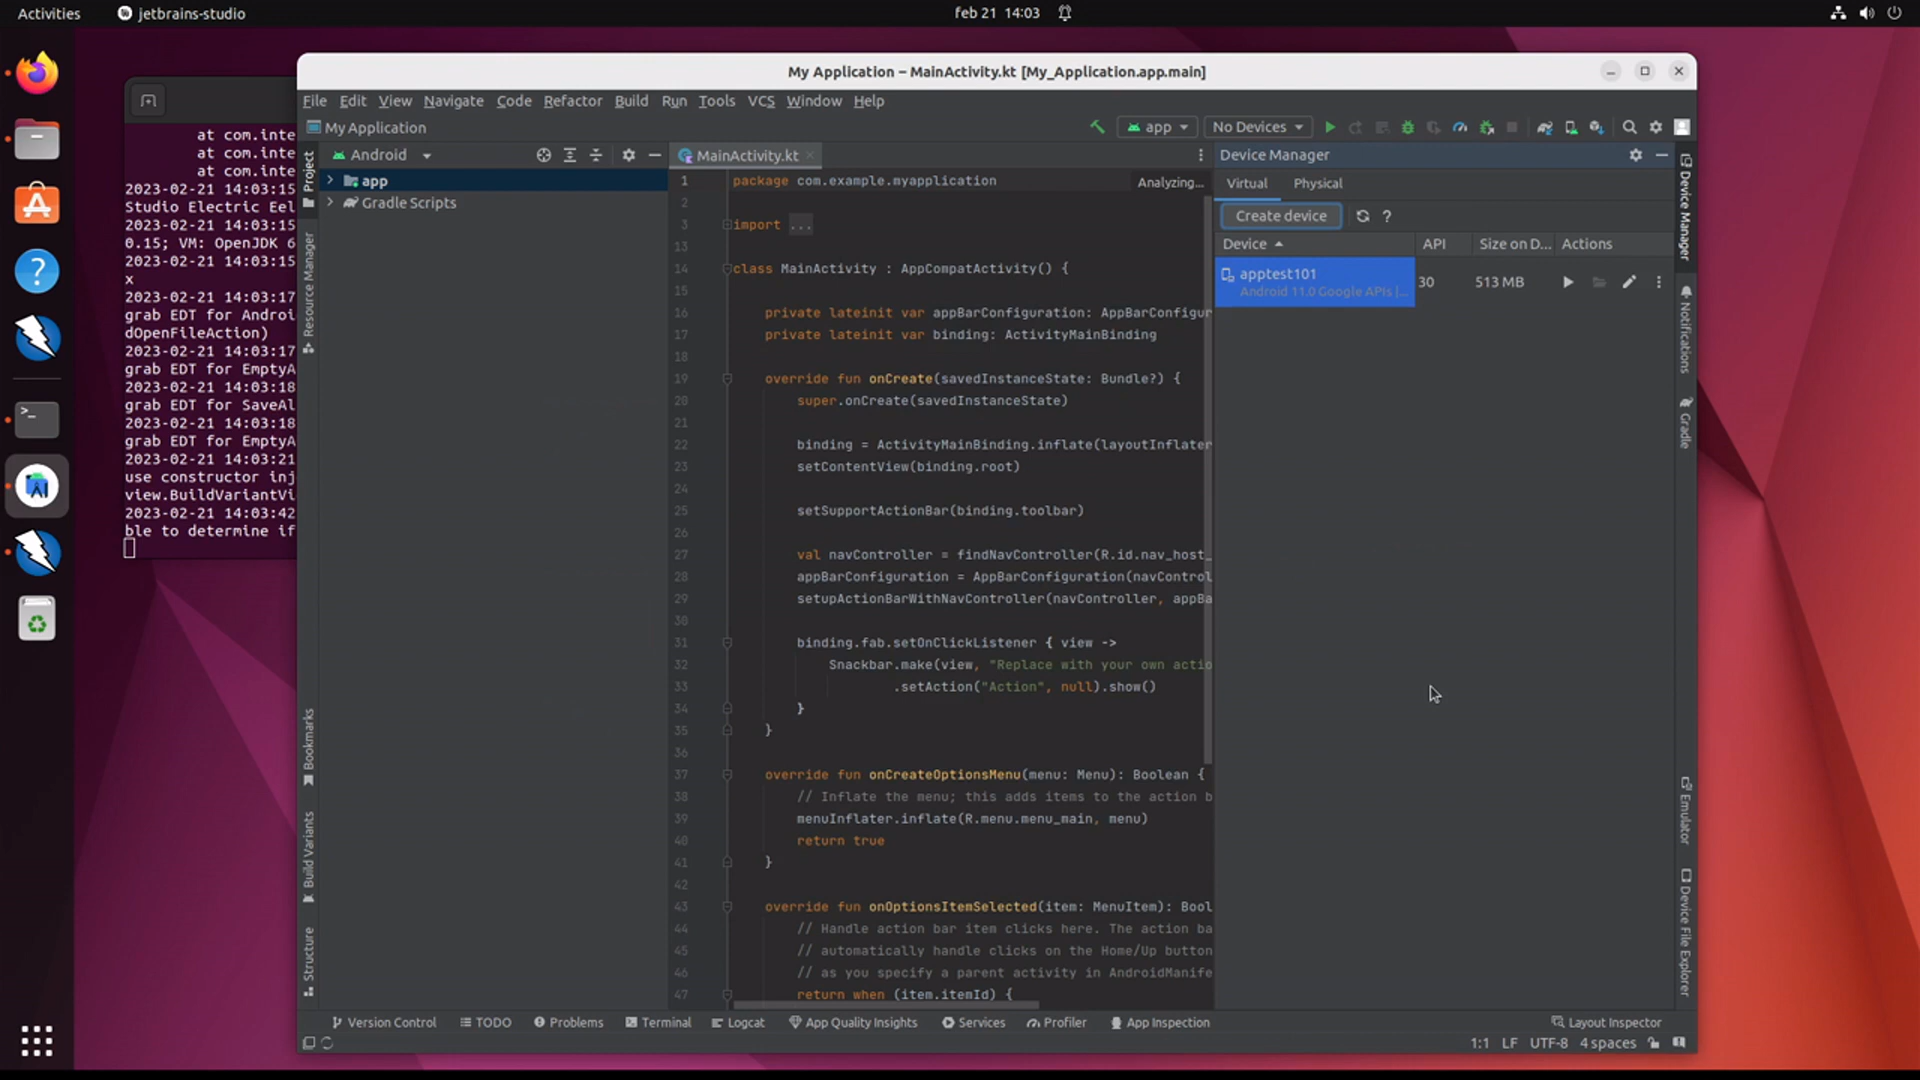 Activities
jetbrains-studio
feb 21 14:03
My Application – MainActivity.kt [My_Application.app.main]
File Edit View Navigate Code Refactor Build Run Tools VCS Window Help
My Application
app
No Devices
at com.inte
at com.inte
at com.inte
2023-02-21 14:03:15
Studio Electric Eel
2023-02-21 14:03:15
0.15; VM: OpenJDK 6
2023-02-21 14:03:15
x
2023-02-21 14:03:17
grab EDT for Androi
dOpenFileAction)
2023-02-21 14:03:17
grab EDT for EmptyA
2023-02-21 14:03:18
grab EDT for SaveAl
2023-02-21 14:03:18
grab EDT for EmptyA
2023-02-21 14:03:21
use constructor inj
view.BuildVariantVi
2023-02-21 14:03:42
ble to determine if
Project
Resource Manager
Bookmarks
Build Variants
Structure
Android
app
Gradle Scripts
MainActivity.kt
Analyzing...
1 package com.example.myapplication
2
3 import ...
13
14 class MainActivity : AppCompatActivity() {
15
16 private lateinit var appBarConfiguration: AppBarConfigur
17 private lateinit var binding: ActivityMainBinding
18
19 override fun onCreate(savedInstanceState: Bundle?) {
20 super.onCreate(savedInstanceState)
21
22 binding = ActivityMainBinding.inflate(layoutInflater
23 setContentView(binding.root)
24
25 setSupportActionBar(binding.toolbar)
26
27 val navController = findNavController(R.id.nav_host_
28 appBarConfiguration = AppBarConfiguration(navControl
29 setupActionBarWithNavController(navController, appBa
30
31 binding.fab.setOnClickListener { view ->
32 Snackbar.make(view, "Replace with your own actio
33 .setAction("Action", null).show()
34 }
35 }
36
37 override fun onCreateOptionsMenu(menu: Menu): Boolean {
38 // Inflate the menu; this adds items to the action b
39 menuInflater.inflate(R.menu.menu_main, menu)
40 return true
41 }
42
43 override fun onOptionsItemSelected(item: MenuItem): Bool
44 // Handle action bar item clicks here. The action ba
45 // automatically handle clicks on the Home/Up button
46 // as you specify a parent activity in AndroidManife
47 return when (item.itemId) {
Device Manager
Virtual Physical
Create device ?
Device API Size on D... Actions
apptest101
Android 11.0 Google APIs |...
30 513 MB
Device Manager
Notifications
Gradle
Emulator
Device File Explorer
Version Control TODO Problems Terminal Logcat App Quality Insights Services Profiler App Inspection Layout Inspector
1:1 LF UTF-8 4 spaces